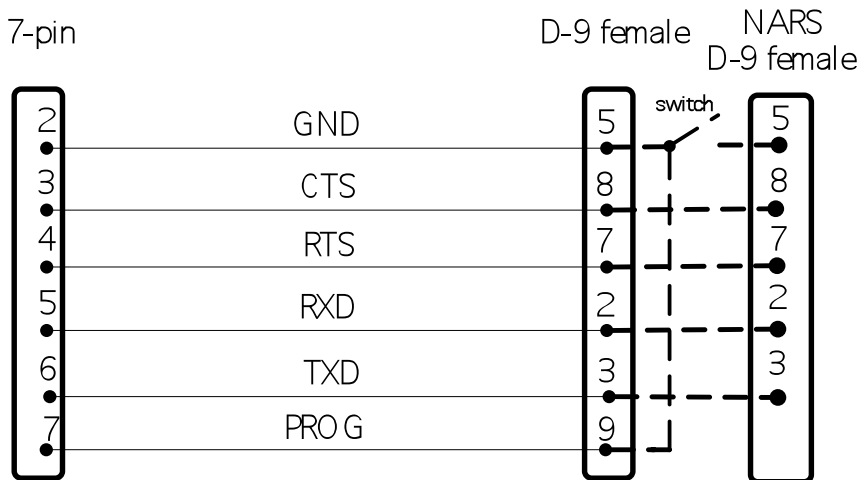 7-pin D-9 female NARS
D-9 female
switch
2 GND 5 5
3 CTS 8 8
4 RTS 7 7
5 RXD 2 2
6 TXD 3 3
7 PROG 9